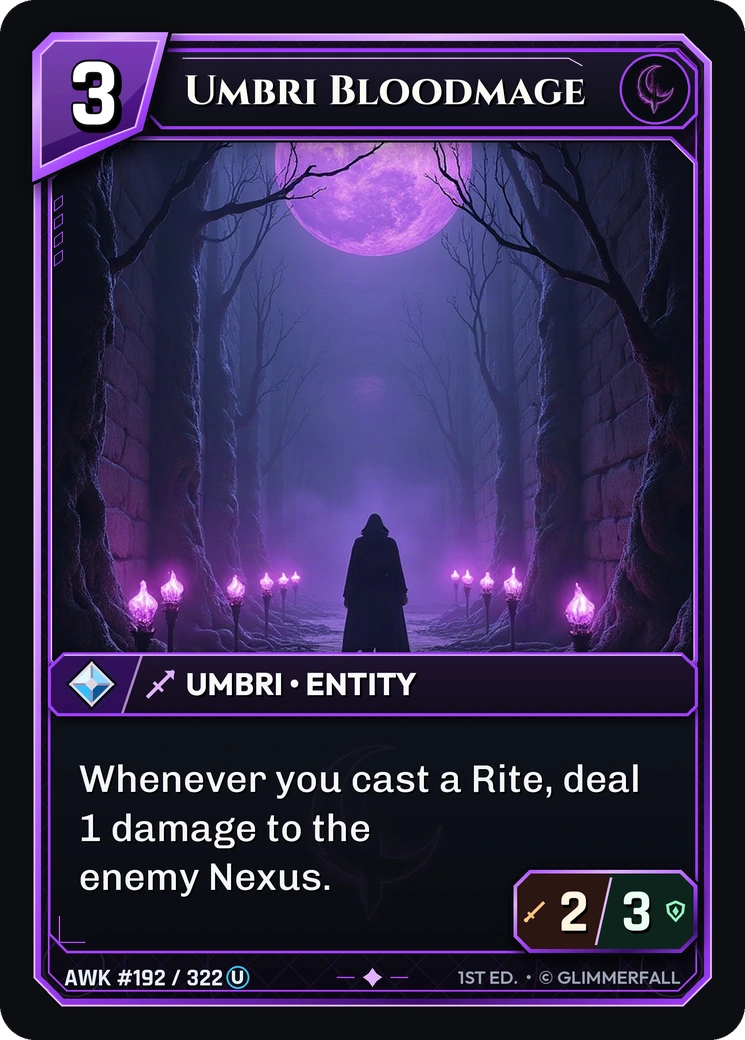 3
UMBRI BLOODMAGE
UMBRI • ENTITY
Whenever you cast a Rite, deal
1 damage to the
enemy Nexus.
2 / 3
AWK #192 / 322 U
1ST ED. • © GLIMMERFALL